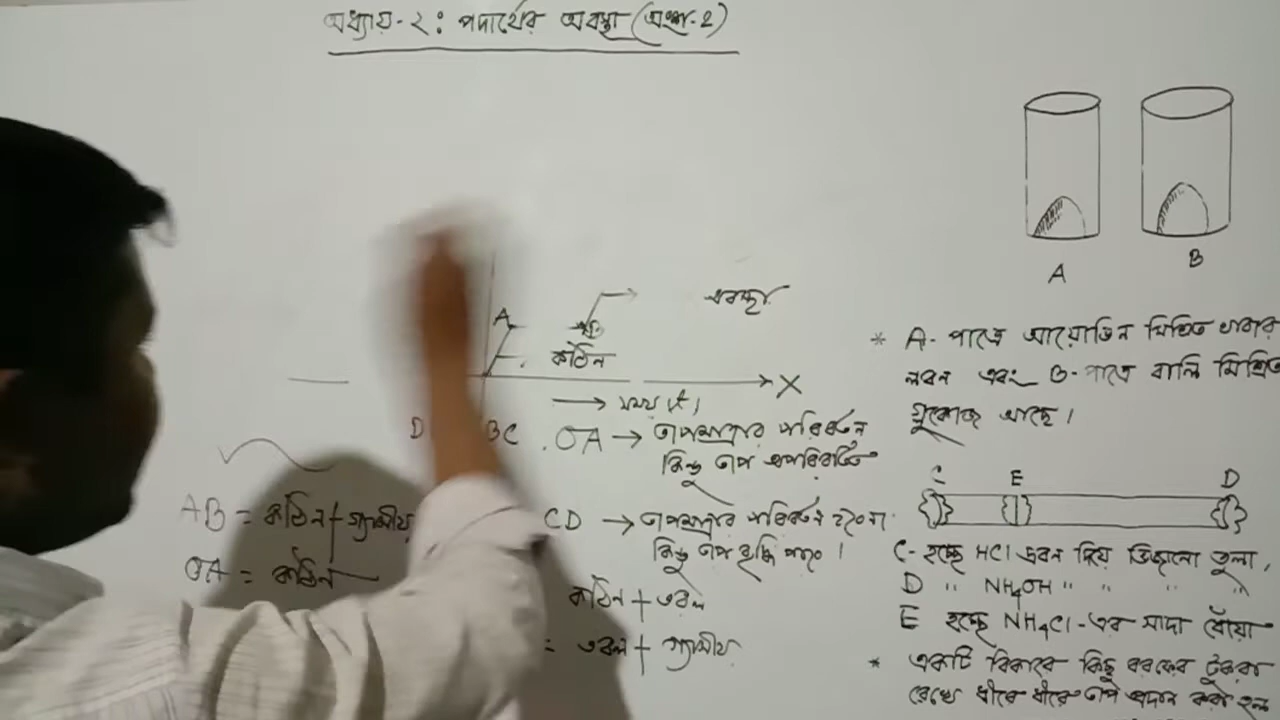 অধ্যায়-২: পদার্থের অবস্থা (অংশ-2)
A B
A
কঠিন
অবস্থা
X
সময় (t)
D BC
OA → তাপমাত্রার পরিবর্তন
কিন্তু তাপ অপরিবর্তিত
AB = কঠিন + গ্যাসীয়
OA = কঠিন
CD → তাপমাত্রার পরিবর্তন হবে না
কিন্তু তাপ বৃদ্ধি পাবে।
কঠিন + তরল
= তরল + গ্যাসীয়
* A- পাত্রে আয়োডিন মিশ্রিত খাবার
লবন এবং B- পাত্রে বালি মিশ্রিত
গ্লুকোজ আছে।
C E D
C- হচ্ছে HCl দ্রবন দিয়ে ভিজানো তুলা,
D " NH4OH " " "
E হচ্ছে NH4Cl-এর সাদা ধোঁয়া
* একটি বিকারে কিছু বরফের টুকরা
রেখে ধীরে ধীরে তাপ প্রদান করা হল